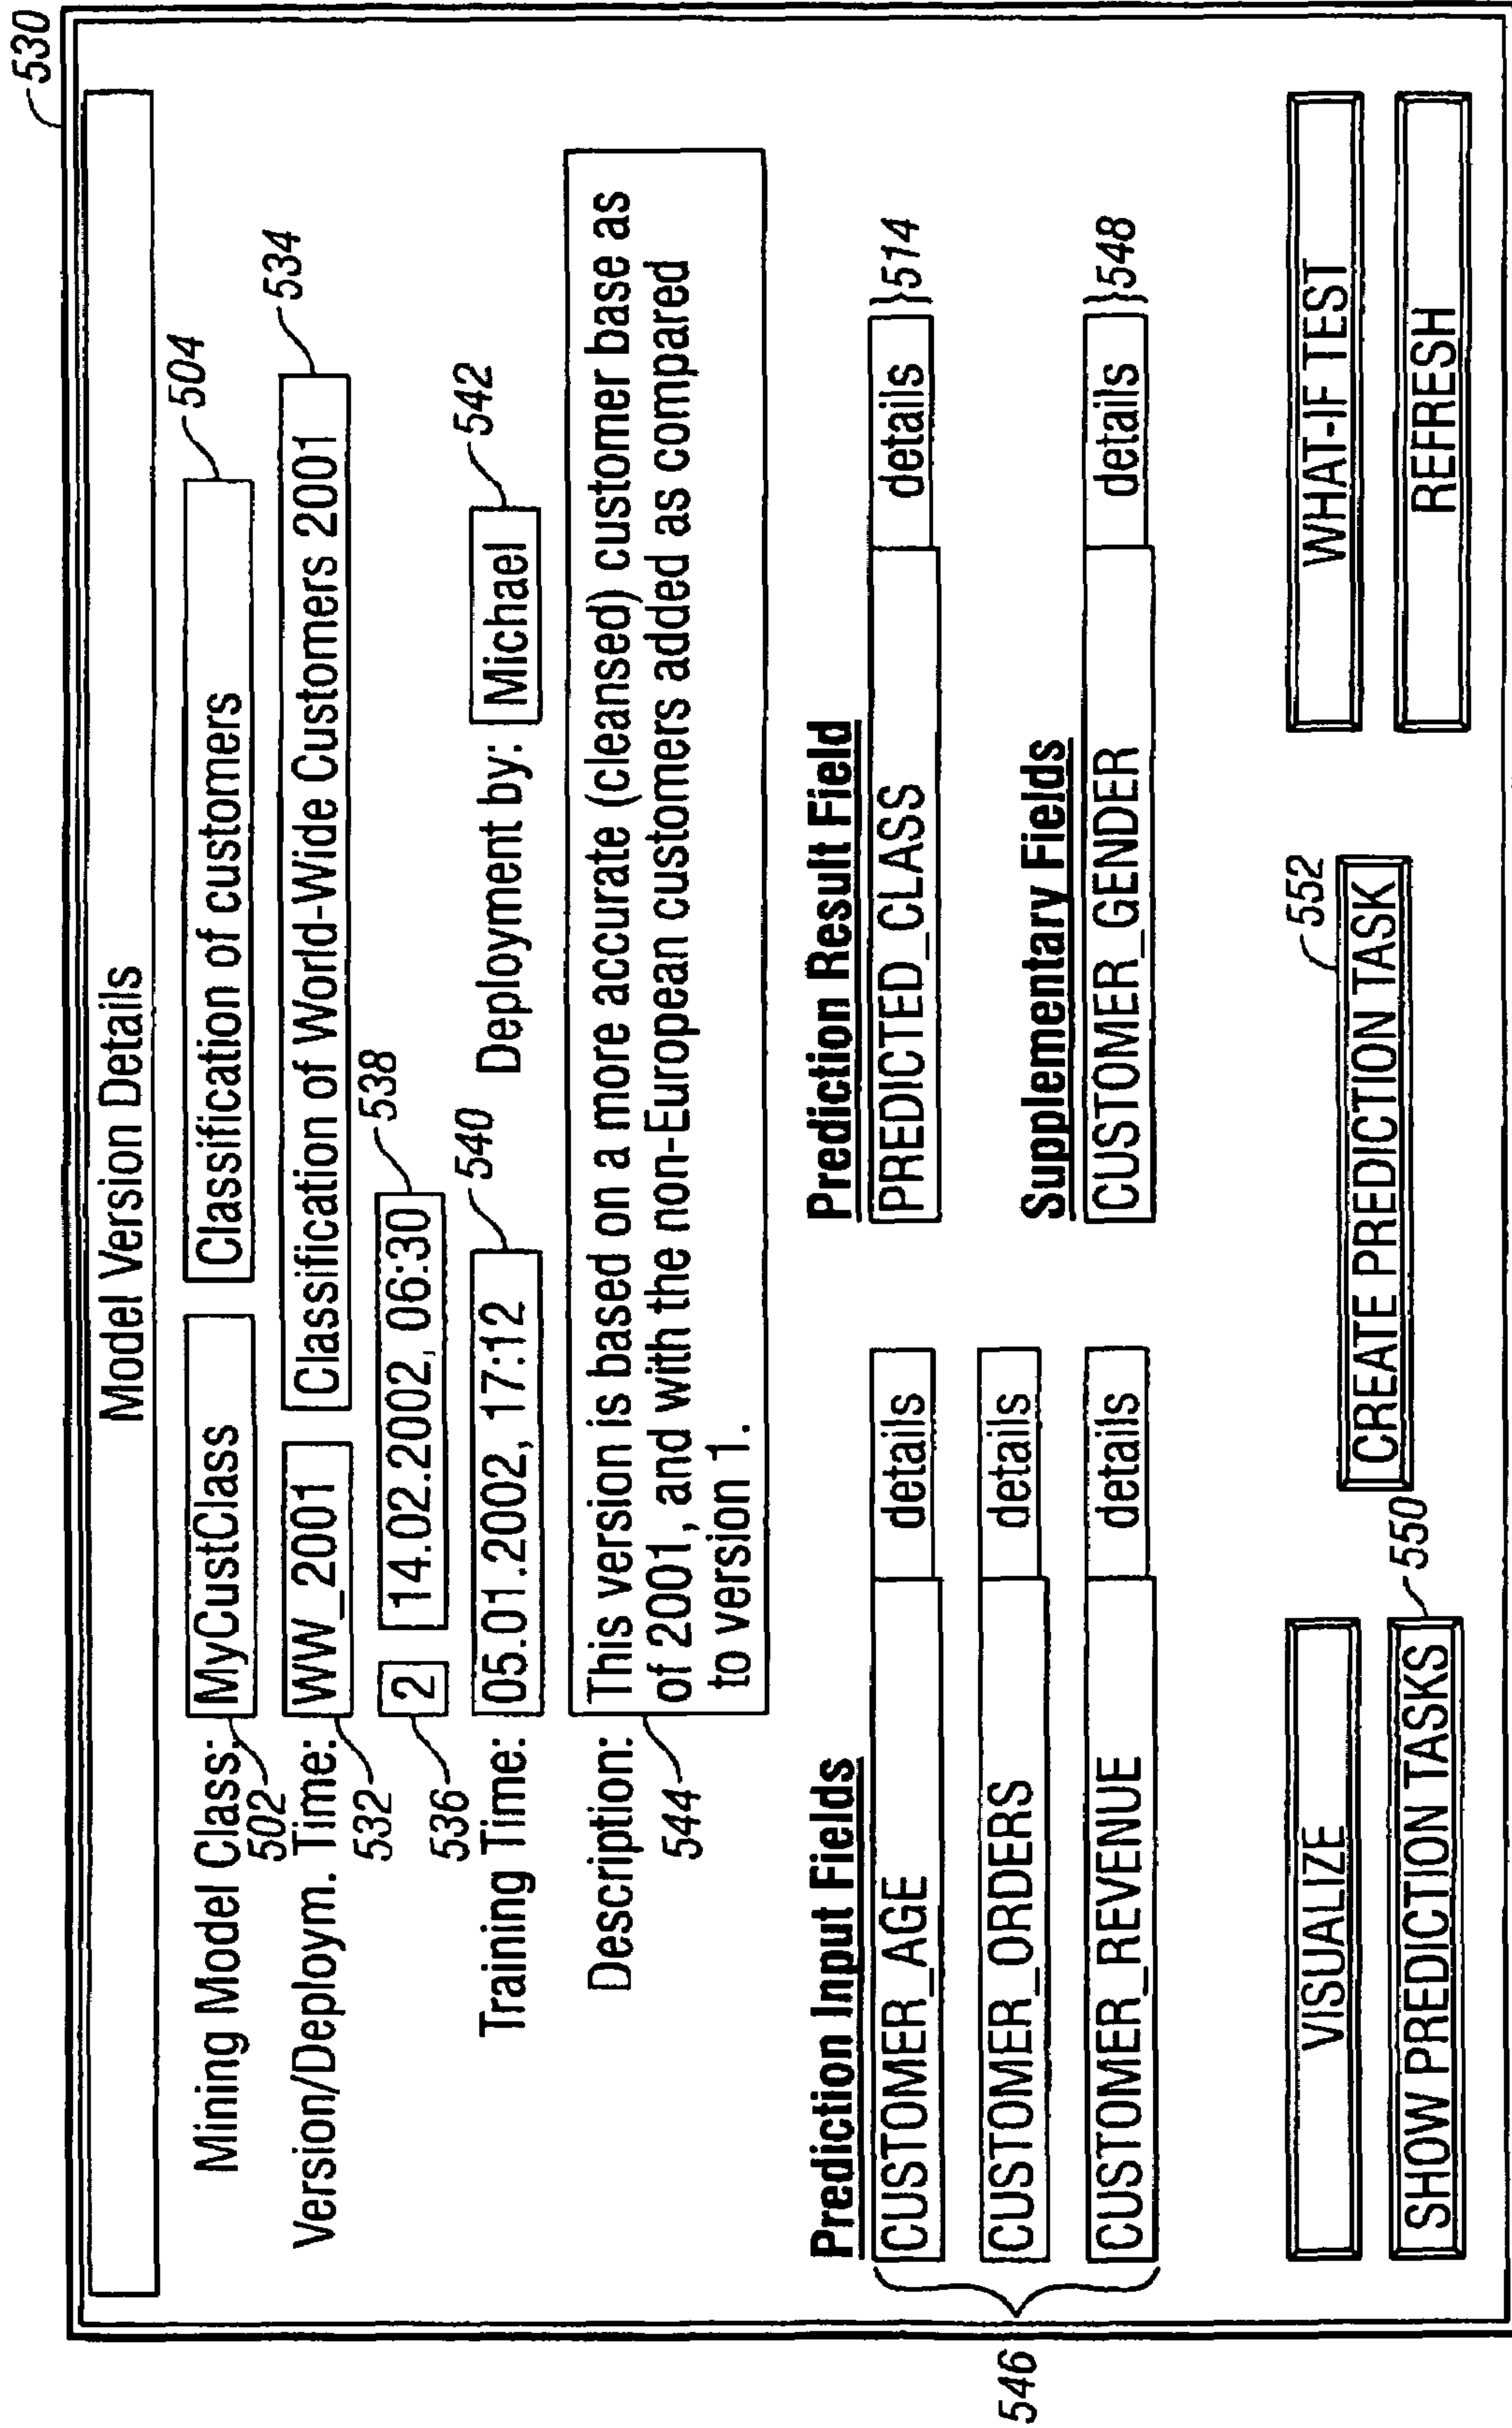 530
Model Version Details
Mining Model Class: MyCustClass Classification of customers 504
502
Version/Deploym. Time: WW_2001 Classification of World-Wide Customers 2001 534
532
2 14.02.2002, 06:30 538
536
Training Time: 05.01.2002, 17:12 540 Deployment by: Michael 542
Description: This version is based on a more accurate (cleansed) customer base as
of 2001, and with the non-European customers added as compared
to version 1.
544
Prediction Input Fields Prediction Result Field
CUSTOMER_AGE details PREDICTED_CLASS details }514
CUSTOMER_ORDERS details Supplementary Fields
CUSTOMER_REVENUE details CUSTOMER_GENDER details }548
546
VISUALIZE WHAT-IF TEST
552
CREATE PREDICTION TASK
SHOW PREDICTION TASKS 550 REFRESH